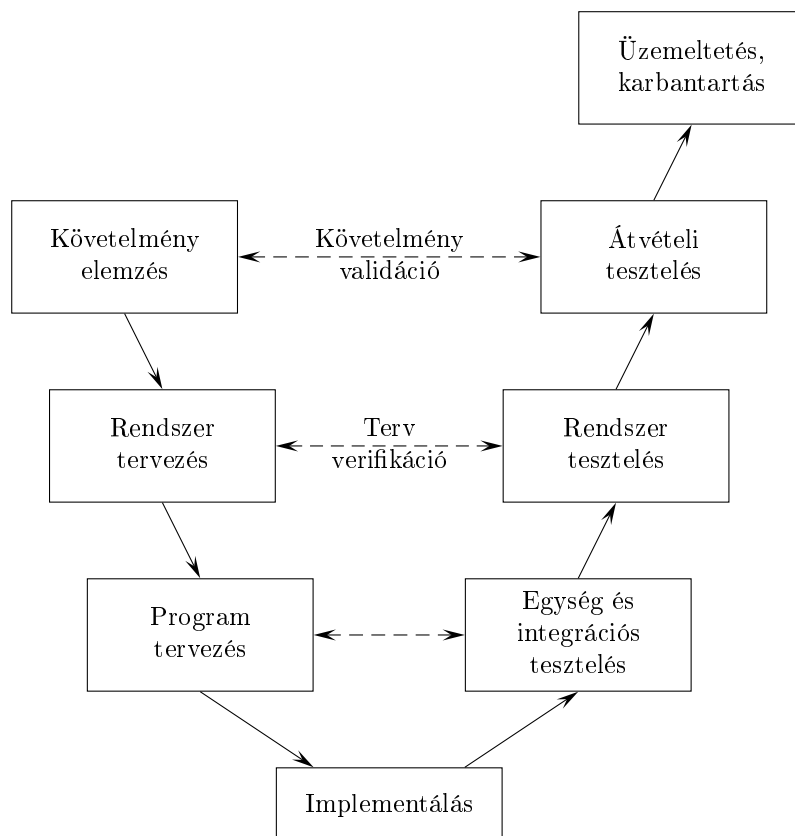 Üzemeltetés,
karbantartás
Követelmény
elemzés
Követelmény
validáció
Átvételi
tesztelés
Rendszer
tervezés
Terv
verifikáció
Rendszer
tesztelés
Program
tervezés
Egység és
integrációs
tesztelés
Implementálás